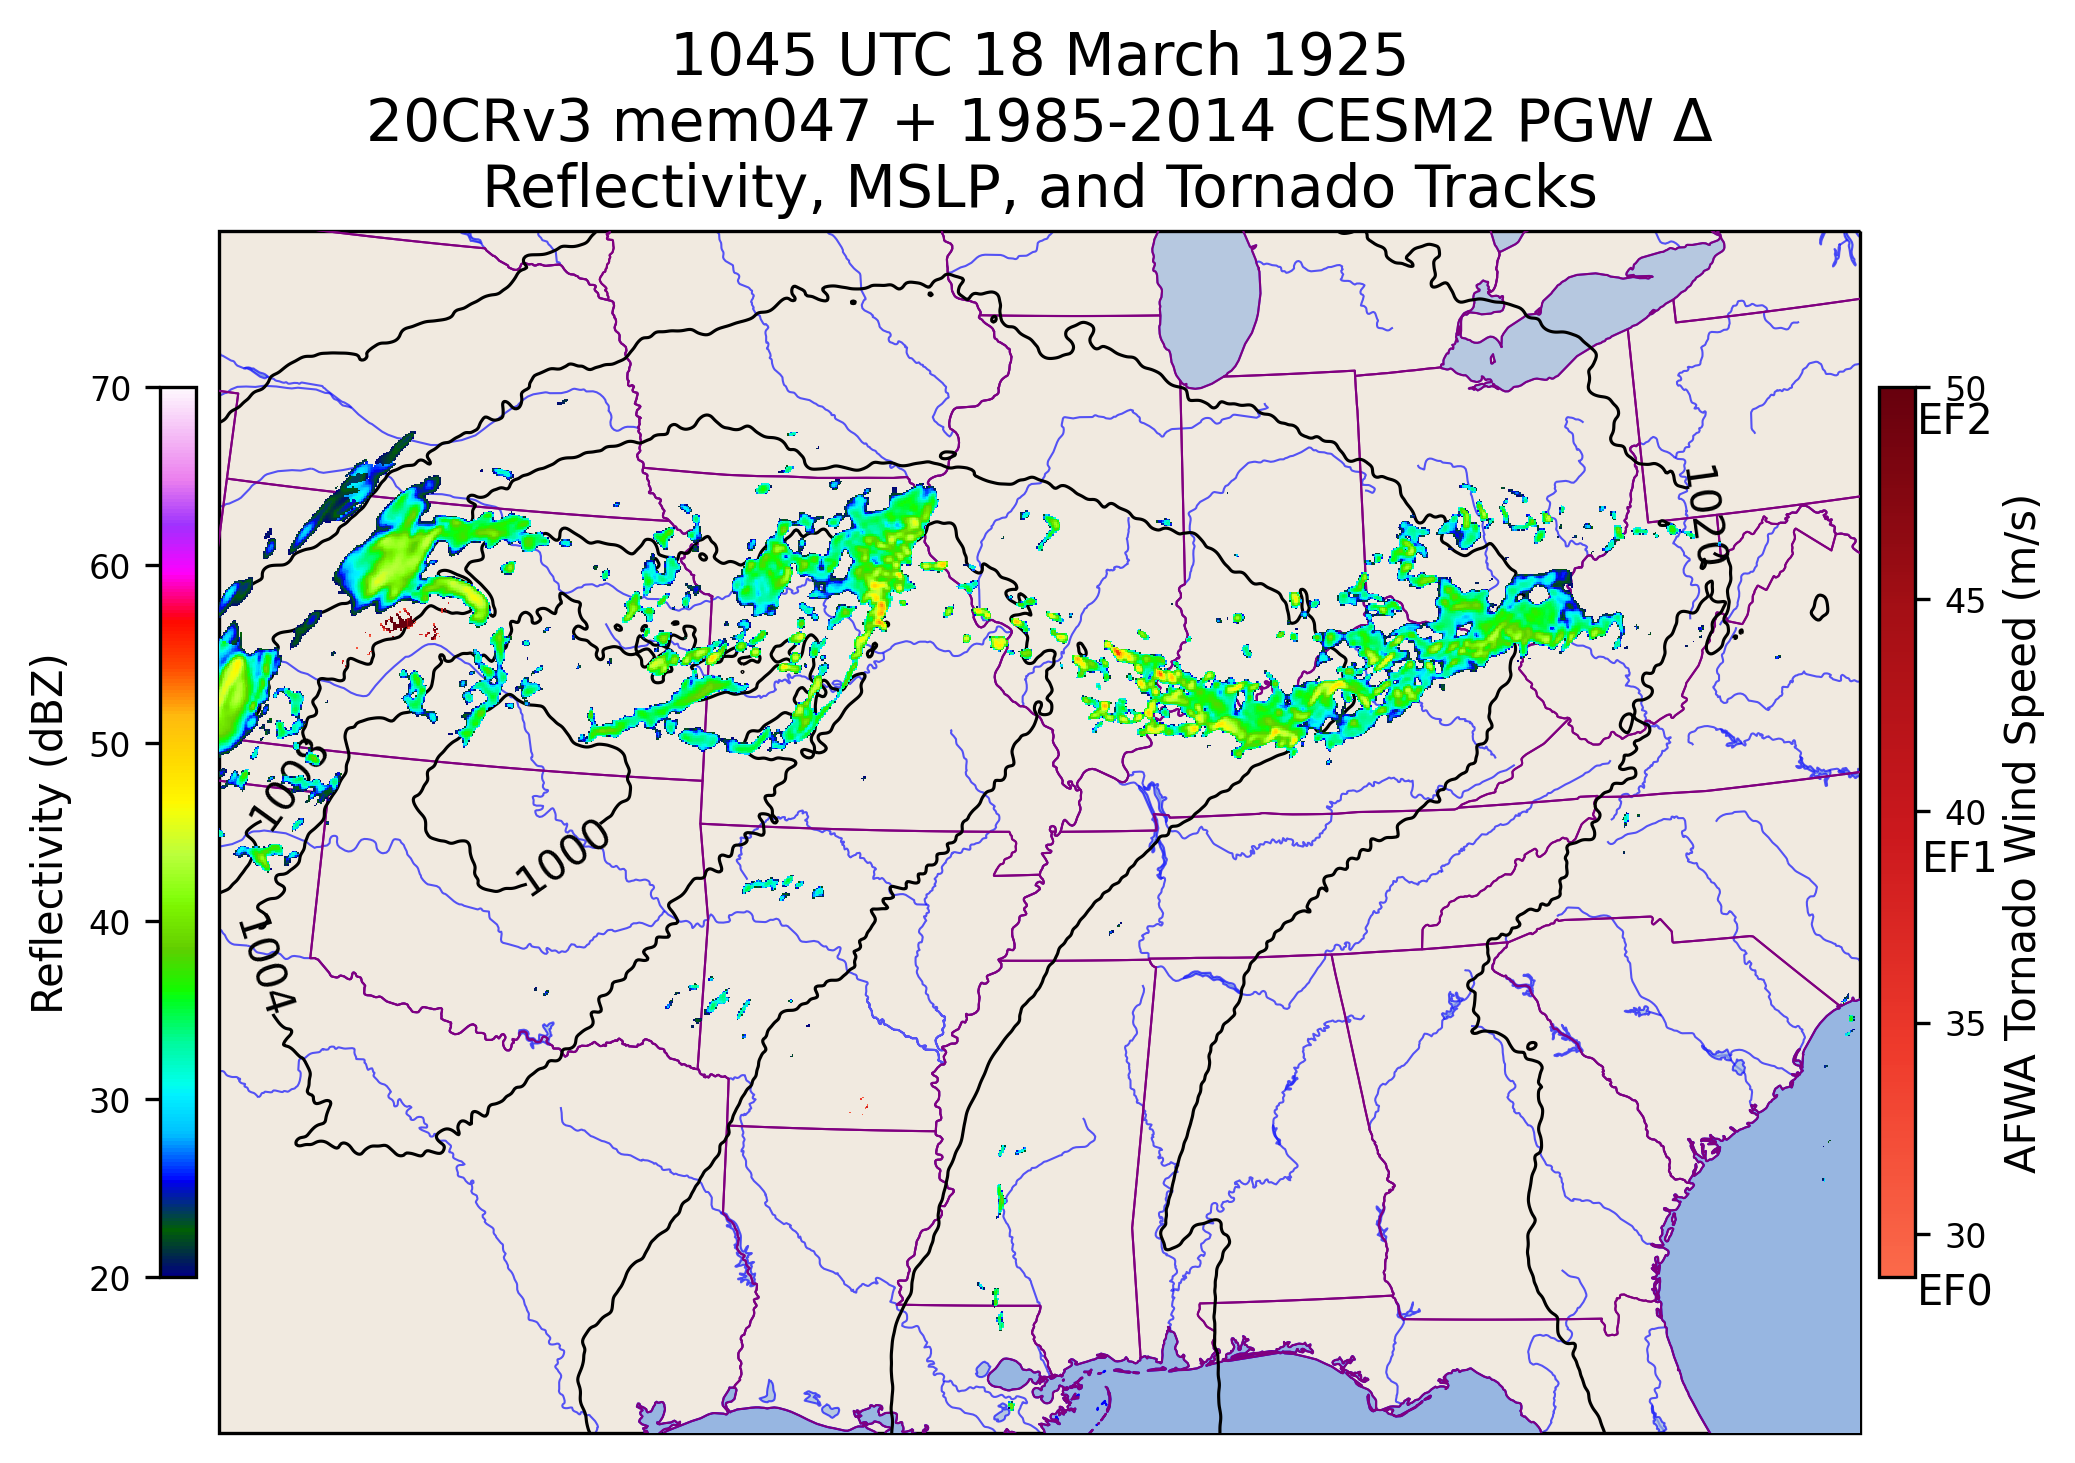 1045 UTC 18 March 1925
20CRv3 mem047 + 1985-2014 CESM2 PGW Δ
Reflectivity, MSLP, and Tornado Tracks
70
60
50
40
30
20
Reflectivity (dBZ)
1020
1008
1000
1004
50
EF2
45
40
EF1
35
30
EF0
AFWA Tornado Wind Speed (m/s)